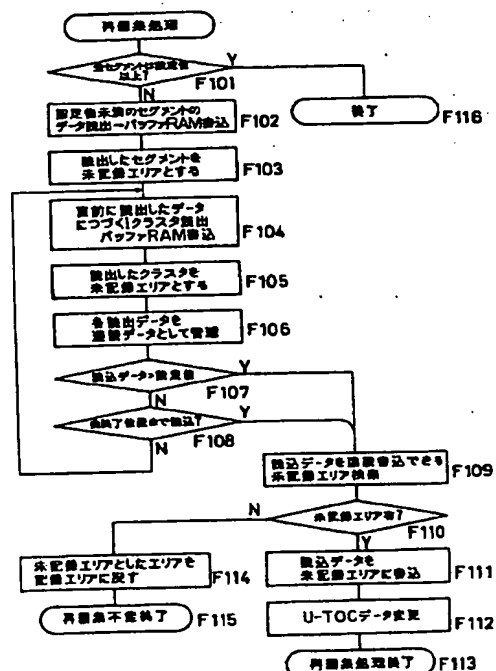 再編集処理
全セグメントは設定値
以上?
Y
F101
N
設定値未満のセグメントの
データ読出→バッファRAM書込
F102
終了
F116
読出したセグメントを
未記録エリアとする
F103
直前に読出したデータ
につづく1クラスタ読出
バッファRAM書込
F104
読出したクラスタを
未記録エリアとする
F105
各読出データを
連続データとして管理
F106
読込データ>設定値
Y
F107
N
終了位置まで読込?
Y
F108
N
読込データを連続書込できる
未記録エリア検索
F109
N
未記録エリア有?
F110
Y
未記録エリアとしたエリアを
記録エリアに戻す
F114
読込データを
未記録エリアに書込
F111
再編集不能終了
F115
U-TOCデータ変更
F112
再編集処理終了
F113